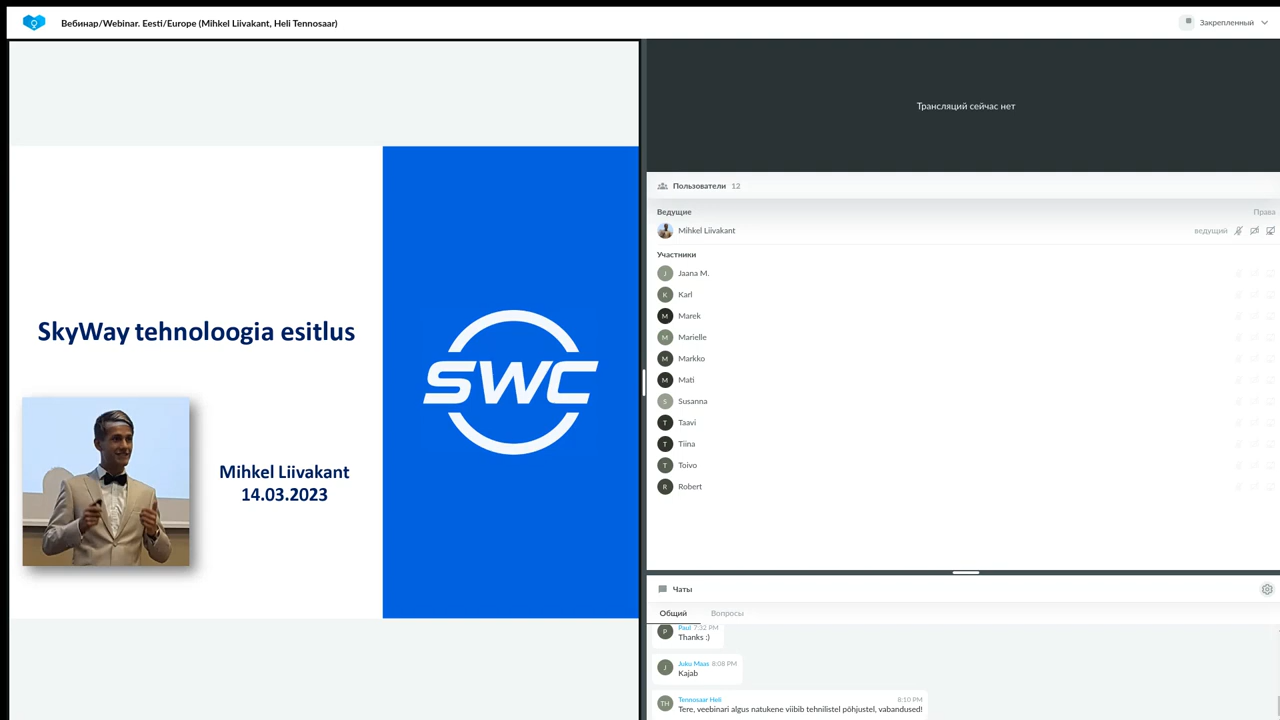 Вебинар/Webinar. Eesti/Europe (Mihkel Liivakant, Heli Tennosaar)
Закрепленный
SkyWay tehnoloogia esitlus
Mihkel Liivakant
14.03.2023
SWC
Трансляций сейчас нет
Пользователи 12
Ведущие Права
Mihkel Liivakant ведущий
Участники
J Jaana M.
K Karl
M Marek
M Marielle
M Markko
M Mati
S Susanna
T Taavi
T Tiina
T Toivo
R Robert
Чаты
Общий Вопросы
Paul 7:32 PM
P Thanks :)
Juku Maas 8:08 PM
J Kajab
Tennosaar Heli 8:10 PM
TH Tere, veebinari algus natukene viibib tehnilistel põhjustel, vabandused!